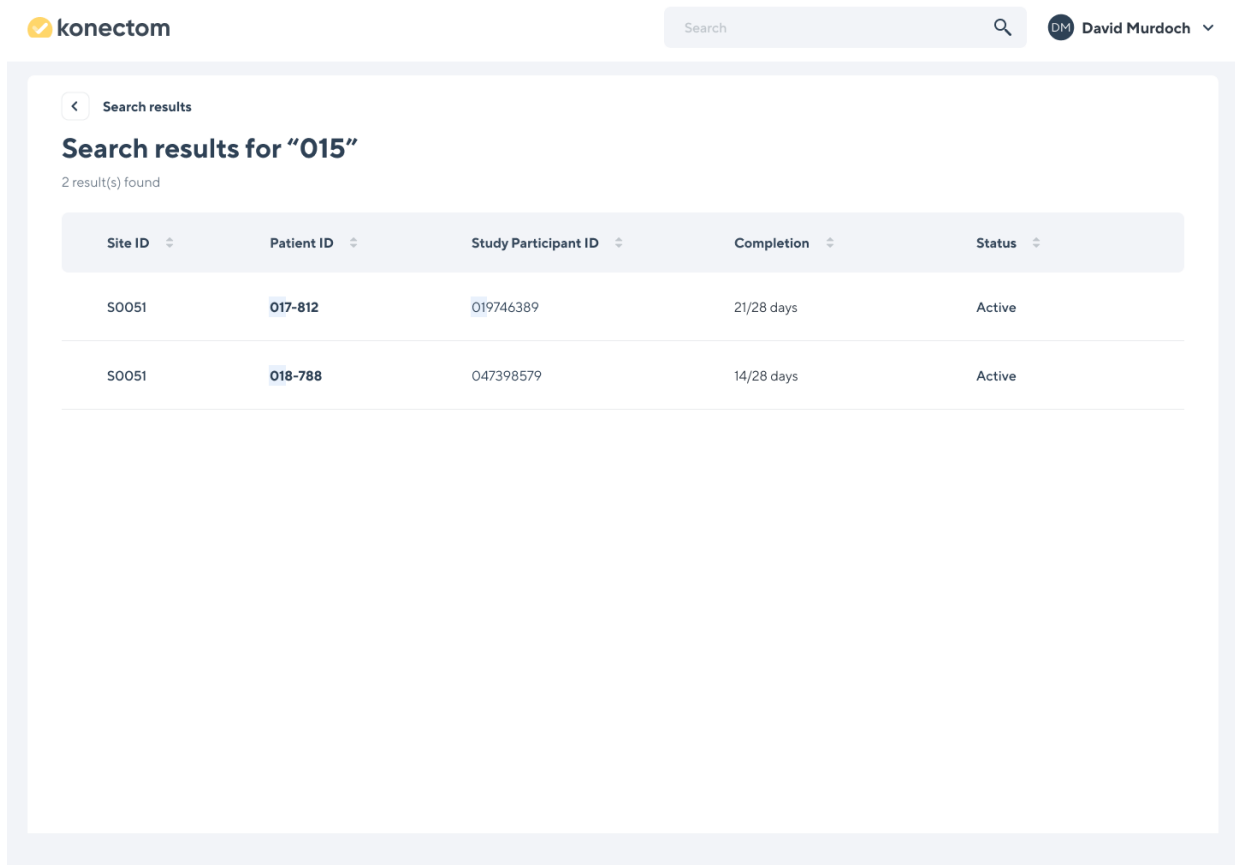 konectom
Search
DM David Murdoch
Search results
Search results for “015”
2 result(s) found
Site ID Patient ID Study Participant ID Completion Status
S0051 017-812 019746389 21/28 days Active
S0051 018-788 047398579 14/28 days Active